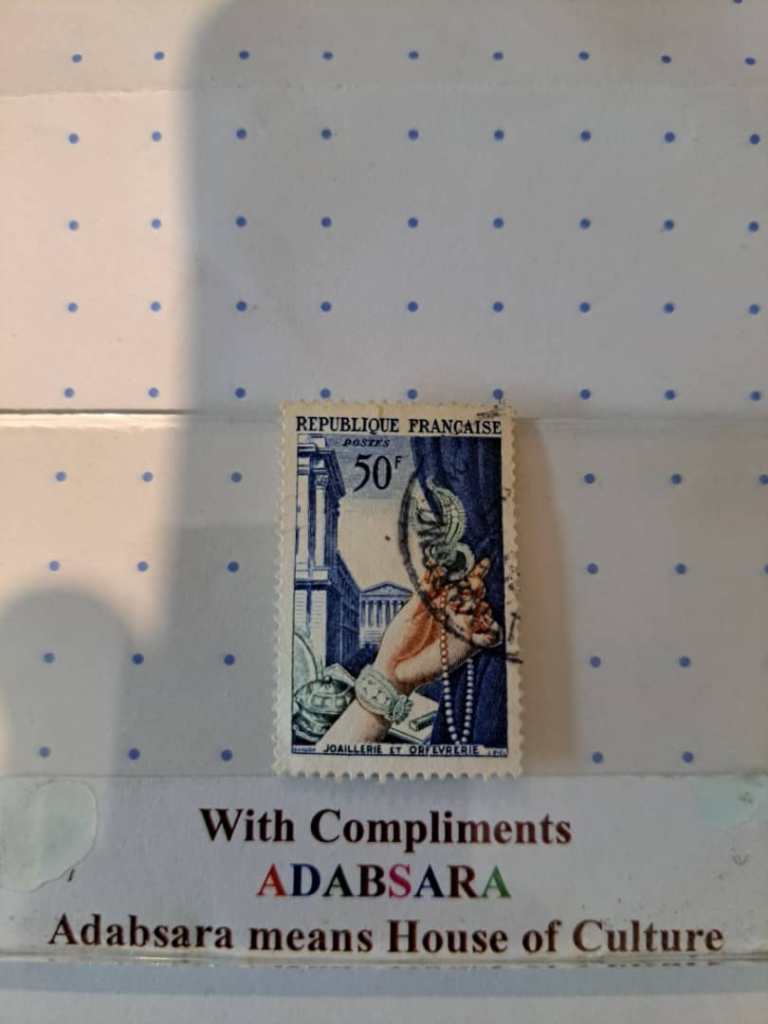 REPUBLIQUE FRANÇAISE
POSTES
50F
JOAILLERIE ET ORFEVRERIE
With Compliments
ADABSARA
Adabsara means House of Culture